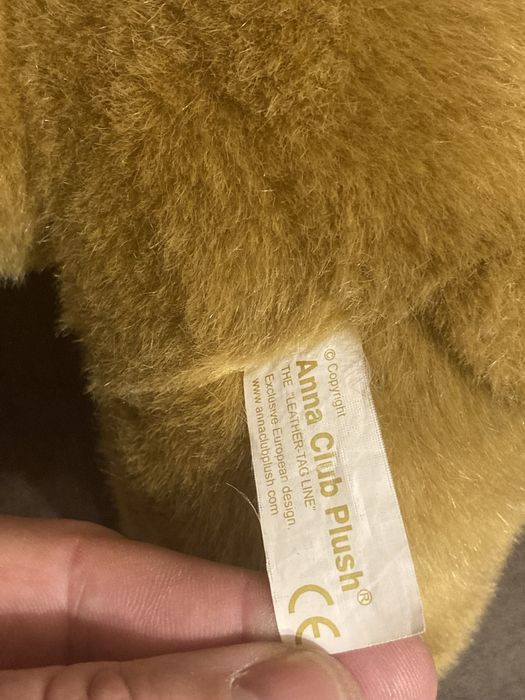 © Copyright
Anna Club Plush®
THE "LEATHER-TAG LINE"
Exclusive European design,
www.annaclubplush.com
CE